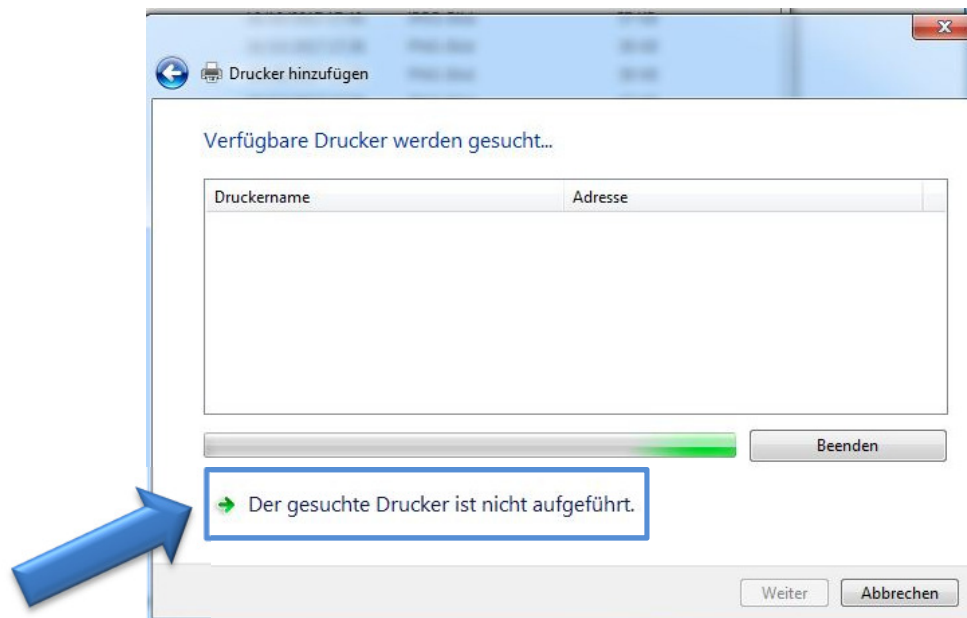 Drucker hinzufügen
Verfügbare Drucker werden gesucht...
Druckername Adresse
Beenden
Der gesuchte Drucker ist nicht aufgeführt.
Weiter Abbrechen